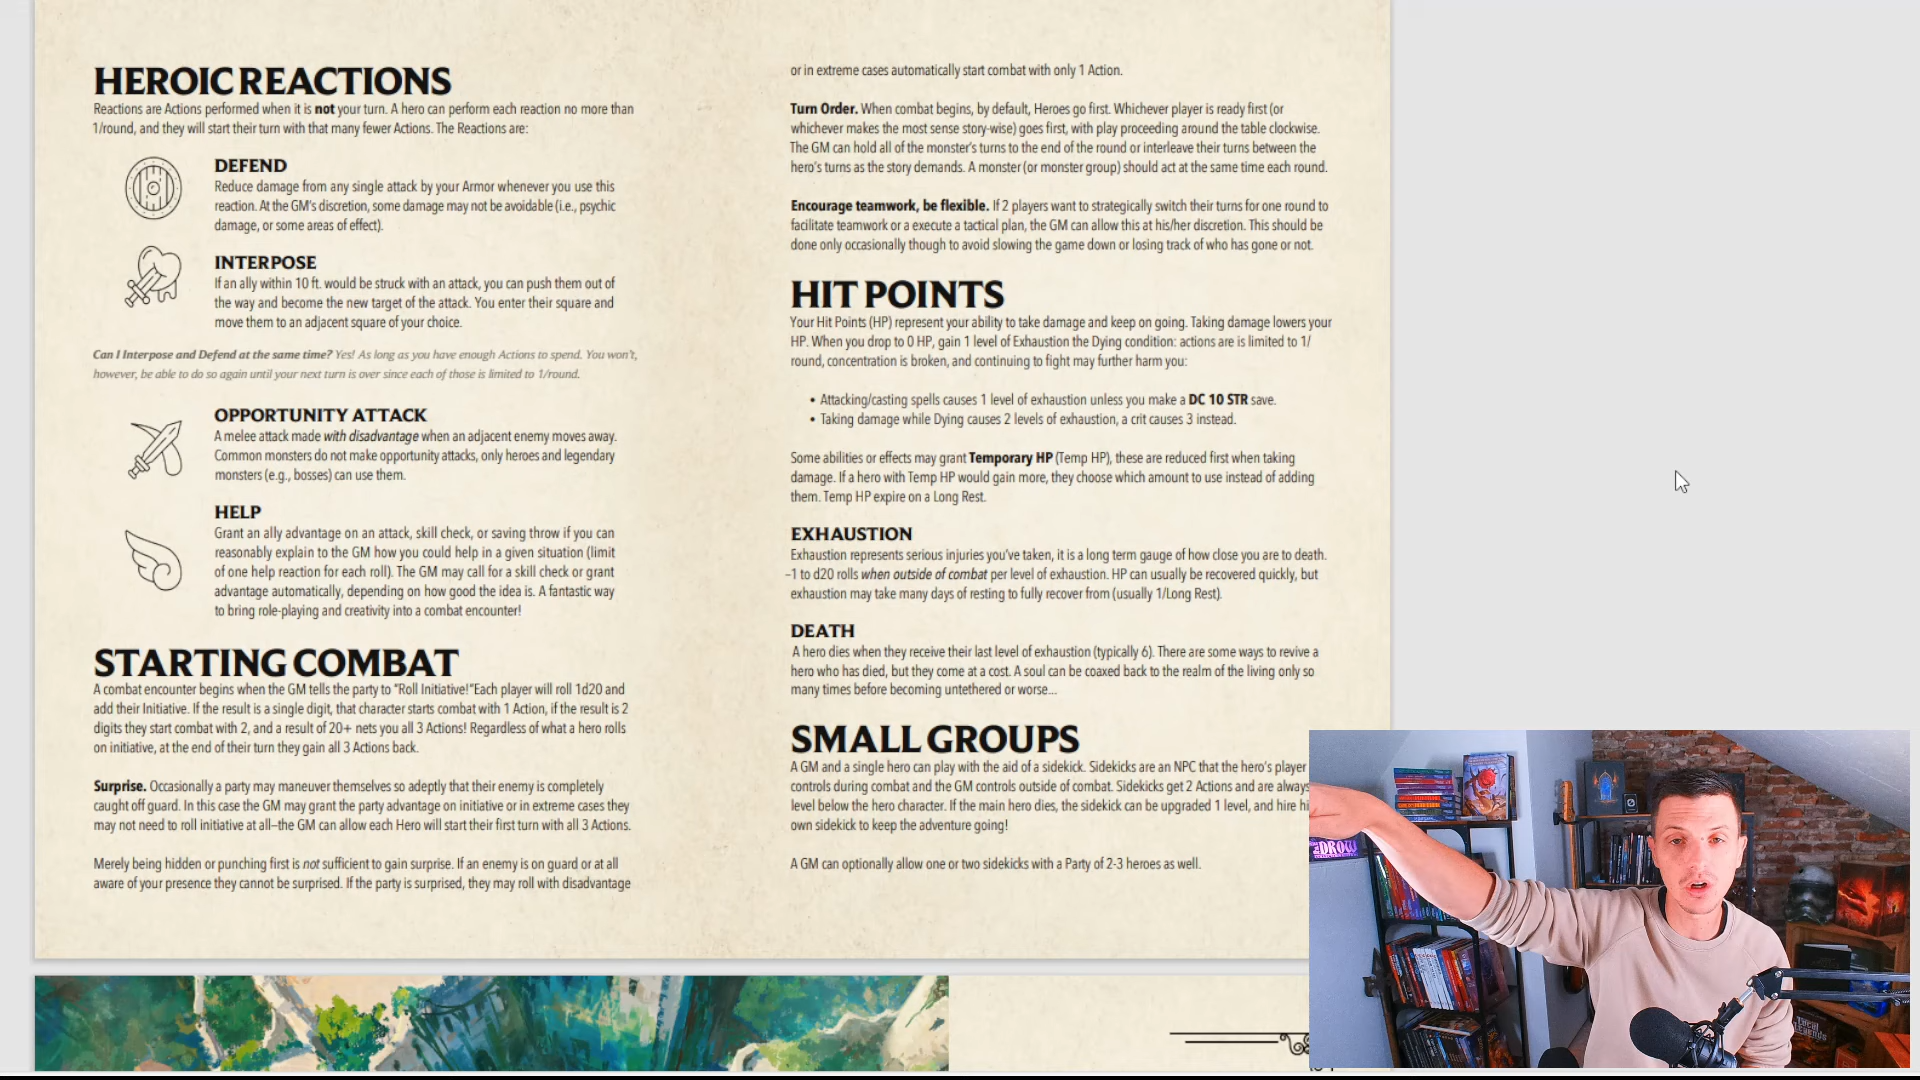 HEROIC REACTIONS
Reactions are Actions performed when it is not your turn. A hero can perform each reaction no more than
1/round, and they will start their turn with that many fewer Actions. The Reactions are:
DEFEND
Reduce damage from any single attack by your Armor whenever you use this
reaction. At the GM's discretion, some damage may not be avoidable (i.e., psychic
damage, or some areas of effect).
INTERPOSE
If an ally within 10 ft. would be struck with an attack, you can push them out of
the way and become the new target of the attack. You enter their square and
move them to an adjacent square of your choice.
Can I Interpose and Defend at the same time? Yes! As long as you have enough Actions to spend. You won't,
however, be able to do so again until your next turn is over since each of those is limited to 1/round.
OPPORTUNITY ATTACK
A melee attack made with disadvantage when an adjacent enemy moves away.
Common monsters do not make opportunity attacks, only heroes and legendary
monsters (e.g., bosses) can use them.
HELP
Grant an ally advantage on an attack, skill check, or saving throw if you can
reasonably explain to the GM how you could help in a given situation (limit
of one help reaction for each roll). The GM may call for a skill check or grant
advantage automatically, depending on how good the idea is. A fantastic way
to bring role-playing and creativity into a combat encounter!
STARTING COMBAT
A combat encounter begins when the GM tells the party to "Roll Initiative!"Each player will roll 1d20 and
add their Initiative. If the result is a single digit, that character starts combat with 1 Action, if the result is 2
digits they start combat with 2, and a result of 20+ nets you all 3 Actions! Regardless of what a hero rolls
on initiative, at the end of their turn they gain all 3 Actions back.
Surprise. Occasionally a party may maneuver themselves so adeptly that their enemy is completely
caught off guard. In this case the GM may grant the party advantage on initiative or in extreme cases they
may not need to roll initiative at all—the GM can allow each Hero will start their first turn with all 3 Actions.
Merely being hidden or punching first is not sufficient to gain surprise. If an enemy is on guard or at all
aware of your presence they cannot be surprised. If the party is surprised, they may roll with disadvantage
or in extreme cases automatically start combat with only 1 Action.
Turn Order. When combat begins, by default, Heroes go first. Whichever player is ready first (or
whichever makes the most sense story-wise) goes first, with play proceeding around the table clockwise.
The GM can hold all of the monster's turns to the end of the round or interleave their turns between the
hero's turns as the story demands. A monster (or monster group) should act at the same time each round.
Encourage teamwork, be flexible. If 2 players want to strategically switch their turns for one round to
facilitate teamwork or a execute a tactical plan, the GM can allow this at his/her discretion. This should be
done only occasionally though to avoid slowing the game down or losing track of who has gone or not.
HIT POINTS
Your Hit Points (HP) represent your ability to take damage and keep on going. Taking damage lowers your
HP. When you drop to 0 HP, gain 1 level of Exhaustion the Dying condition: actions are is limited to 1/
round, concentration is broken, and continuing to fight may further harm you:
• Attacking/casting spells causes 1 level of exhaustion unless you make a DC 10 STR save.
• Taking damage while Dying causes 2 levels of exhaustion, a crit causes 3 instead.
Some abilities or effects may grant Temporary HP (Temp HP), these are reduced first when taking
damage. If a hero with Temp HP would gain more, they choose which amount to use instead of adding
them. Temp HP expire on a Long Rest.
EXHAUSTION
Exhaustion represents serious injuries you've taken, it is a long term gauge of how close you are to death.
–1 to d20 rolls when outside of combat per level of exhaustion. HP can usually be recovered quickly, but
exhaustion may take many days of resting to fully recover from (usually 1/Long Rest).
DEATH
A hero dies when they receive their last level of exhaustion (typically 6). There are some ways to revive a
hero who has died, but they come at a cost. A soul can be coaxed back to the realm of the living only so
many times before becoming untethered or worse...
SMALL GROUPS
A GM and a single hero can play with the aid of a sidekick. Sidekicks are an NPC that the hero's player
controls during combat and the GM controls outside of combat. Sidekicks get 2 Actions and are always
level below the hero character. If the main hero dies, the sidekick can be upgraded 1 level, and hire hi
own sidekick to keep the adventure going!
A GM can optionally allow one or two sidekicks with a Party of 2-3 heroes as well.
DROW